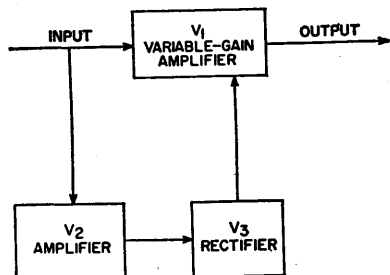 INPUT
V1
VARIABLE-GAIN
AMPLIFIER
OUTPUT
V2
AMPLIFIER
V3
RECTIFIER